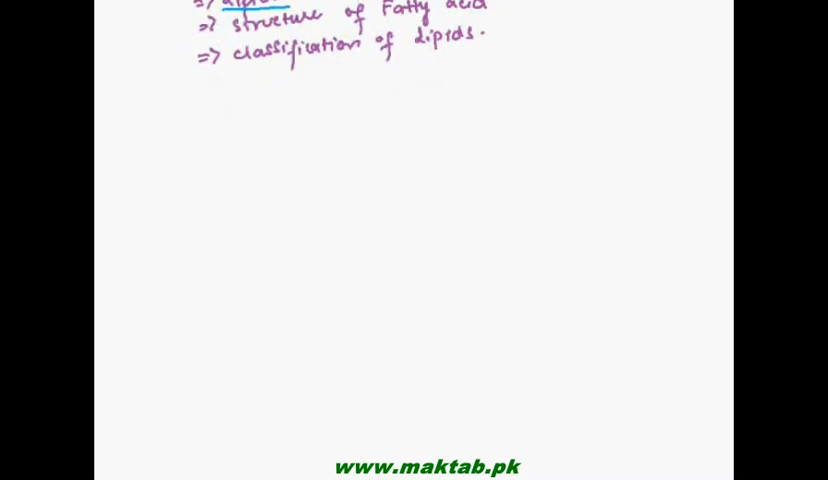 => structure of Fatty acid
=> classification of Lipids.
www.maktab.pk